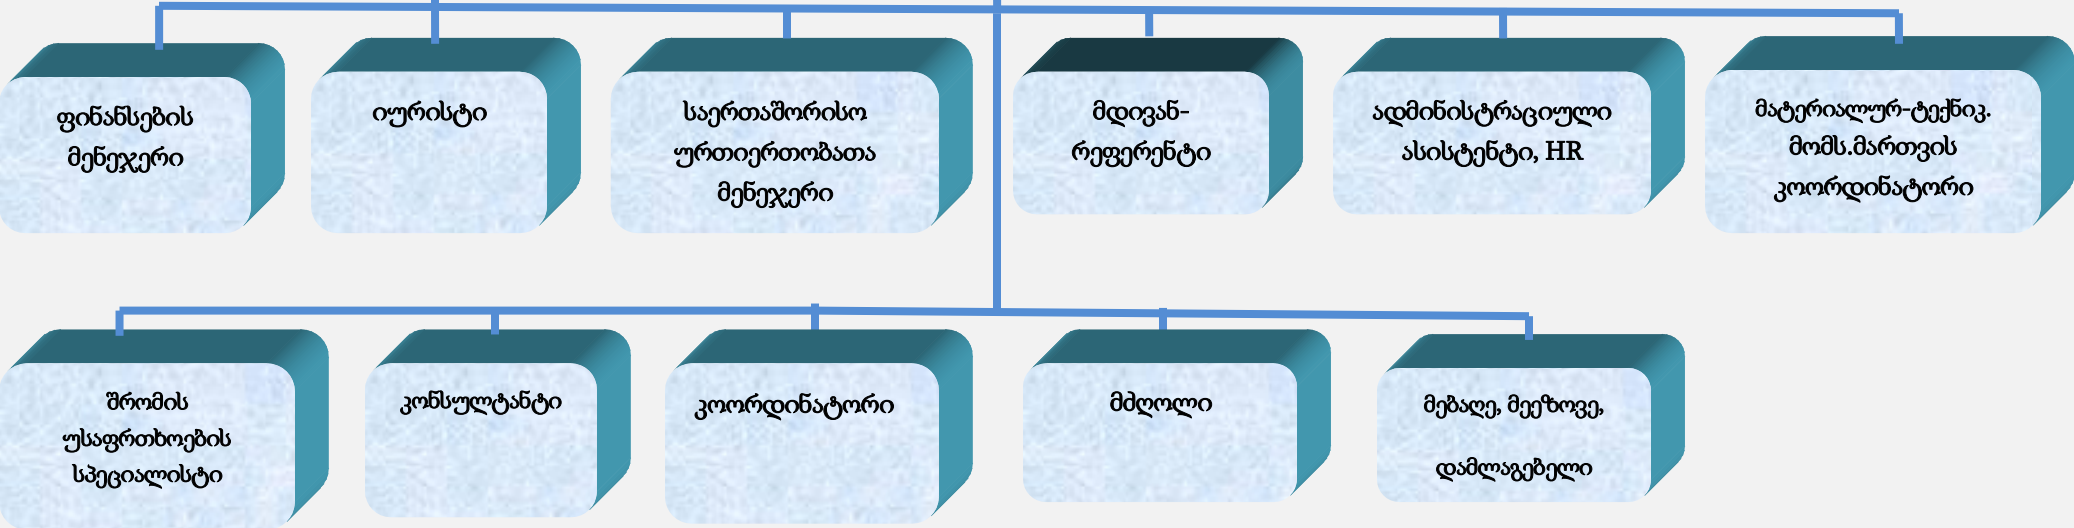 ფინანსების
მენეჯერი
იურისტი
საერთაშორისო
ურთიერთობათა
მენეჯერი
მდივან-
რეფერენტი
ადმინისტრაციული
ასისტენტი, HR
მატერიალურ-ტექნიკ.
მომს.მართვის
კოორდინატორი
შრომის
უსაფრთხოების
სპეციალისტი
კონსულტანტი
კოორდინატორი
მძღოლი
მებაღე, მეეზოვე,
დამლაგებელი